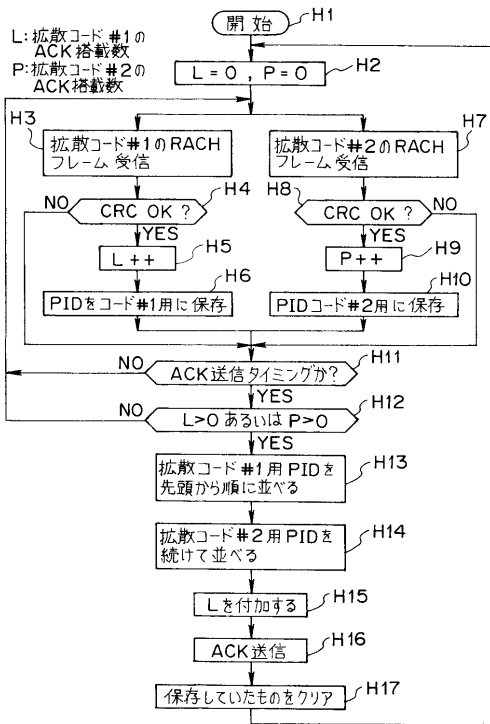 開始
H1
L:拡散コード#1の
ACK搭載数
P:拡散コード#2の
ACK搭載数
L=0, P=0
H2
H3
拡散コード#1のRACH
フレーム受信
H7
拡散コード#2のRACH
フレーム受信
NO
CRC OK?
H4
YES
H8
CRC OK?
NO
YES
L++
H5
P++
H9
PIDをコード#1用に保存
H6
PIDコード#2用に保存
H10
NO
ACK送信タイミングか?
H11
YES
NO
L>0あるいはP>0
H12
YES
拡散コード#1用PIDを
先頭から順に並べる
H13
拡散コード#2用PIDを
続けて並べる
H14
Lを付加する
H15
ACK送信
H16
保存していたものをクリア
H17